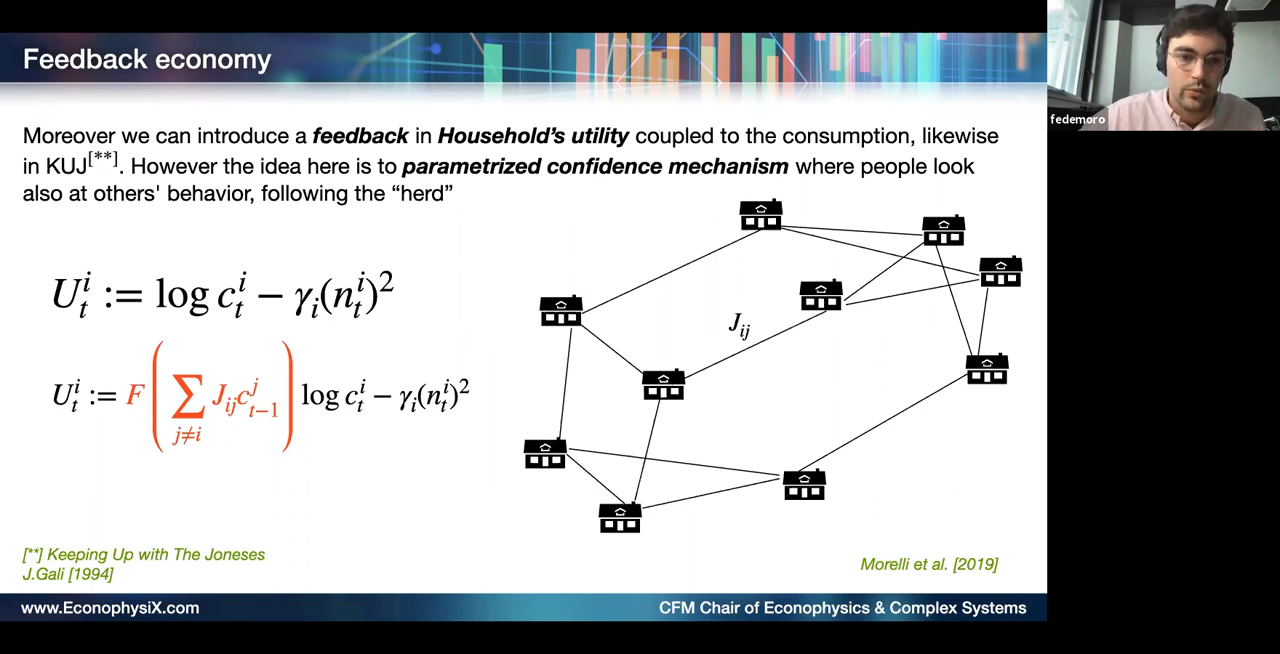 Feedback economy
fedemoro
Moreover we can introduce a feedback in Household's utility coupled to the consumption, likewise
in KUJ[**]. However the idea here is to parametrized confidence mechanism where people look
also at others' behavior, following the “herd”
U_t^i := log c_t^i − γ_i(n_t^i)^2
J_ij
U_t^i := F ( ∑_{j≠i} J_ij c_{t−1}^j ) log c_t^i − γ_i(n_t^i)^2
[**] Keeping Up with The Joneses
J.Gali [1994]
Morelli et al. [2019]
www.EconophysiX.com
CFM Chair of Econophysics & Complex Systems